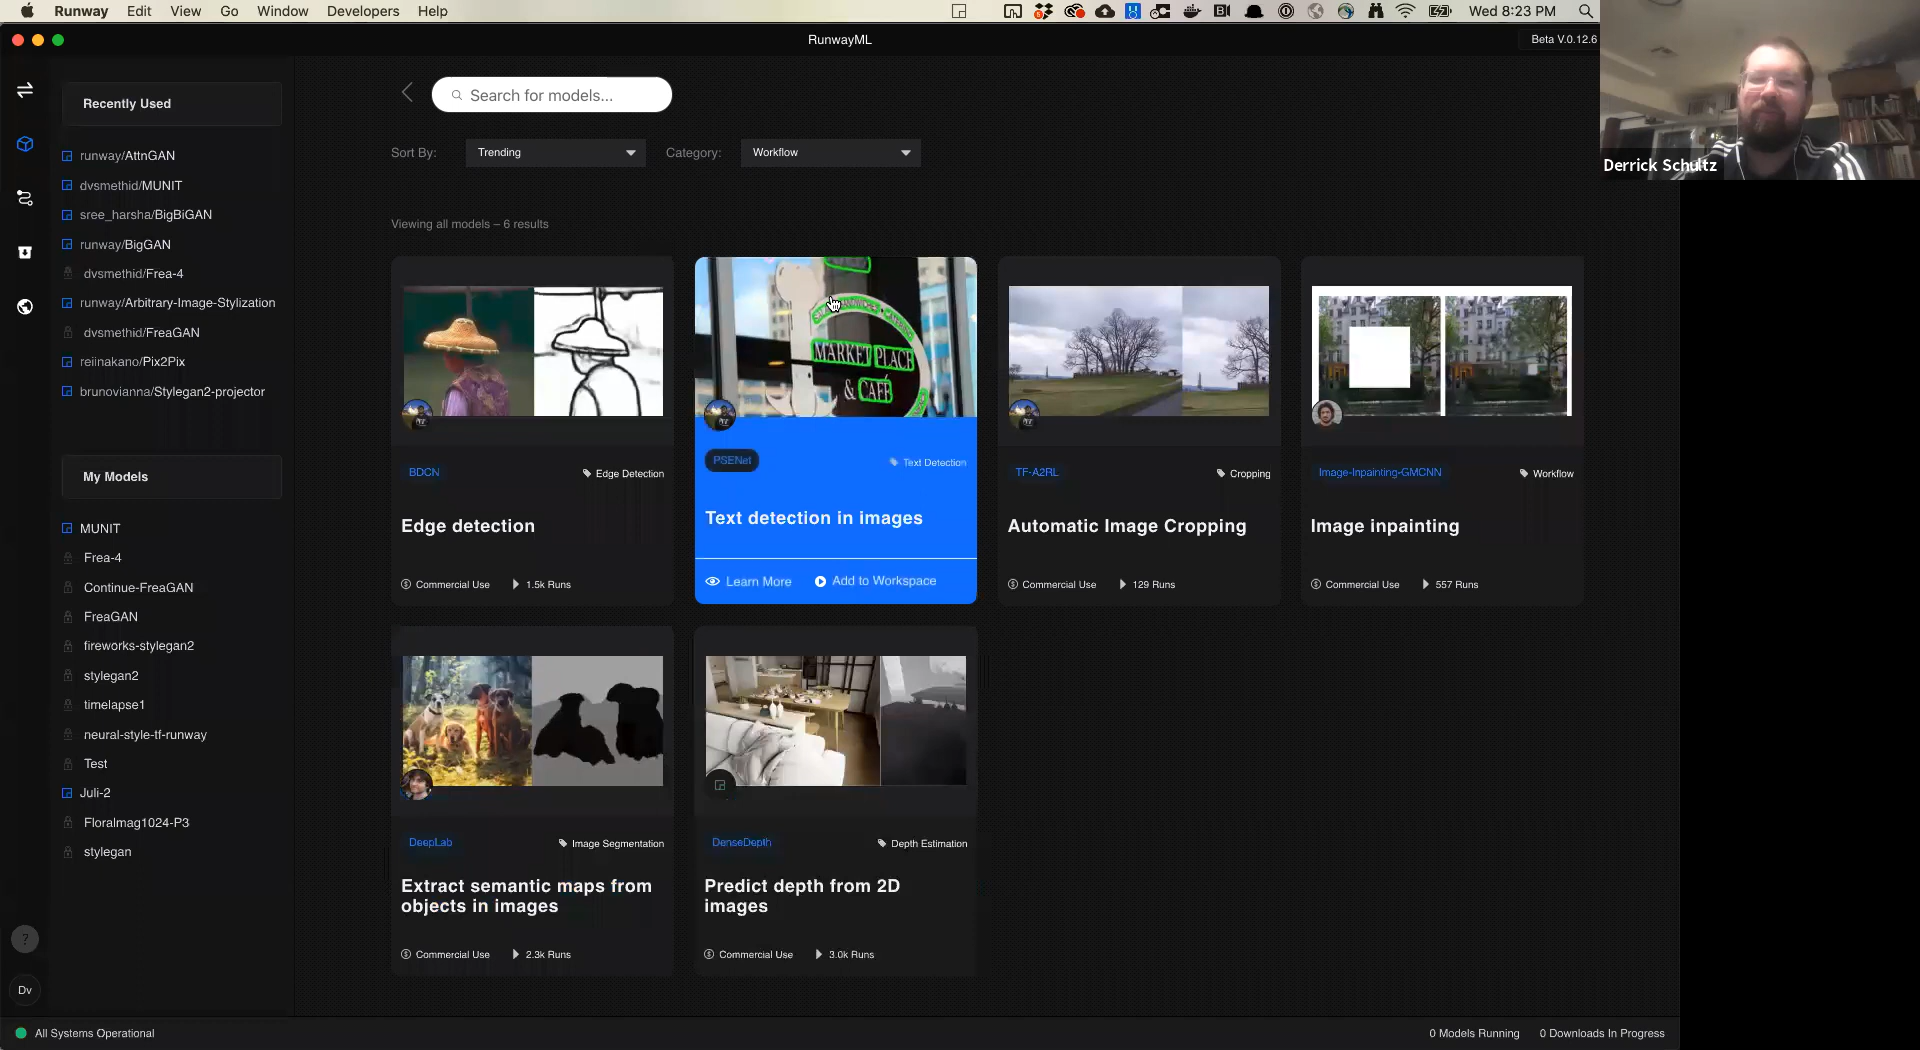 Runway Edit View Go Window Developers Help
Wed 8:23 PM
RunwayML
Beta V.0.12.6
Derrick Schultz
Recently Used
runway/AttnGAN
dvsmethid/MUNIT
sree_harsha/BigBiGAN
runway/BigGAN
dvsmethid/Frea-4
runway/Arbitrary-Image-Stylization
dvsmethid/FreaGAN
reiinakano/Pix2Pix
brunovianna/Stylegan2-projector
My Models
MUNIT
Frea-4
Continue-FreaGAN
FreaGAN
fireworks-stylegan2
stylegan2
timelapse1
neural-style-tf-runway
Test
Juli-2
Floralmag1024-P3
stylegan
?
Dv
Search for models...
Sort By: Trending Category: Workflow
Viewing all models – 6 results
BDCN Edge Detection
Edge detection
Commercial Use 1.5k Runs
MARKET PLACE
& CAFÉ
PSENet Text Detection
Text detection in images
Learn More Add to Workspace
TF-A2RL Cropping
Automatic Image Cropping
Commercial Use 129 Runs
Image-Inpainting-GMCNN Workflow
Image inpainting
Commercial Use 557 Runs
DeepLab Image Segmentation
Extract semantic maps from
objects in images
Commercial Use 2.3k Runs
DenseDepth Depth Estimation
Predict depth from 2D
images
Commercial Use 3.0k Runs
All Systems Operational
0 Models Running 0 Downloads In Progress